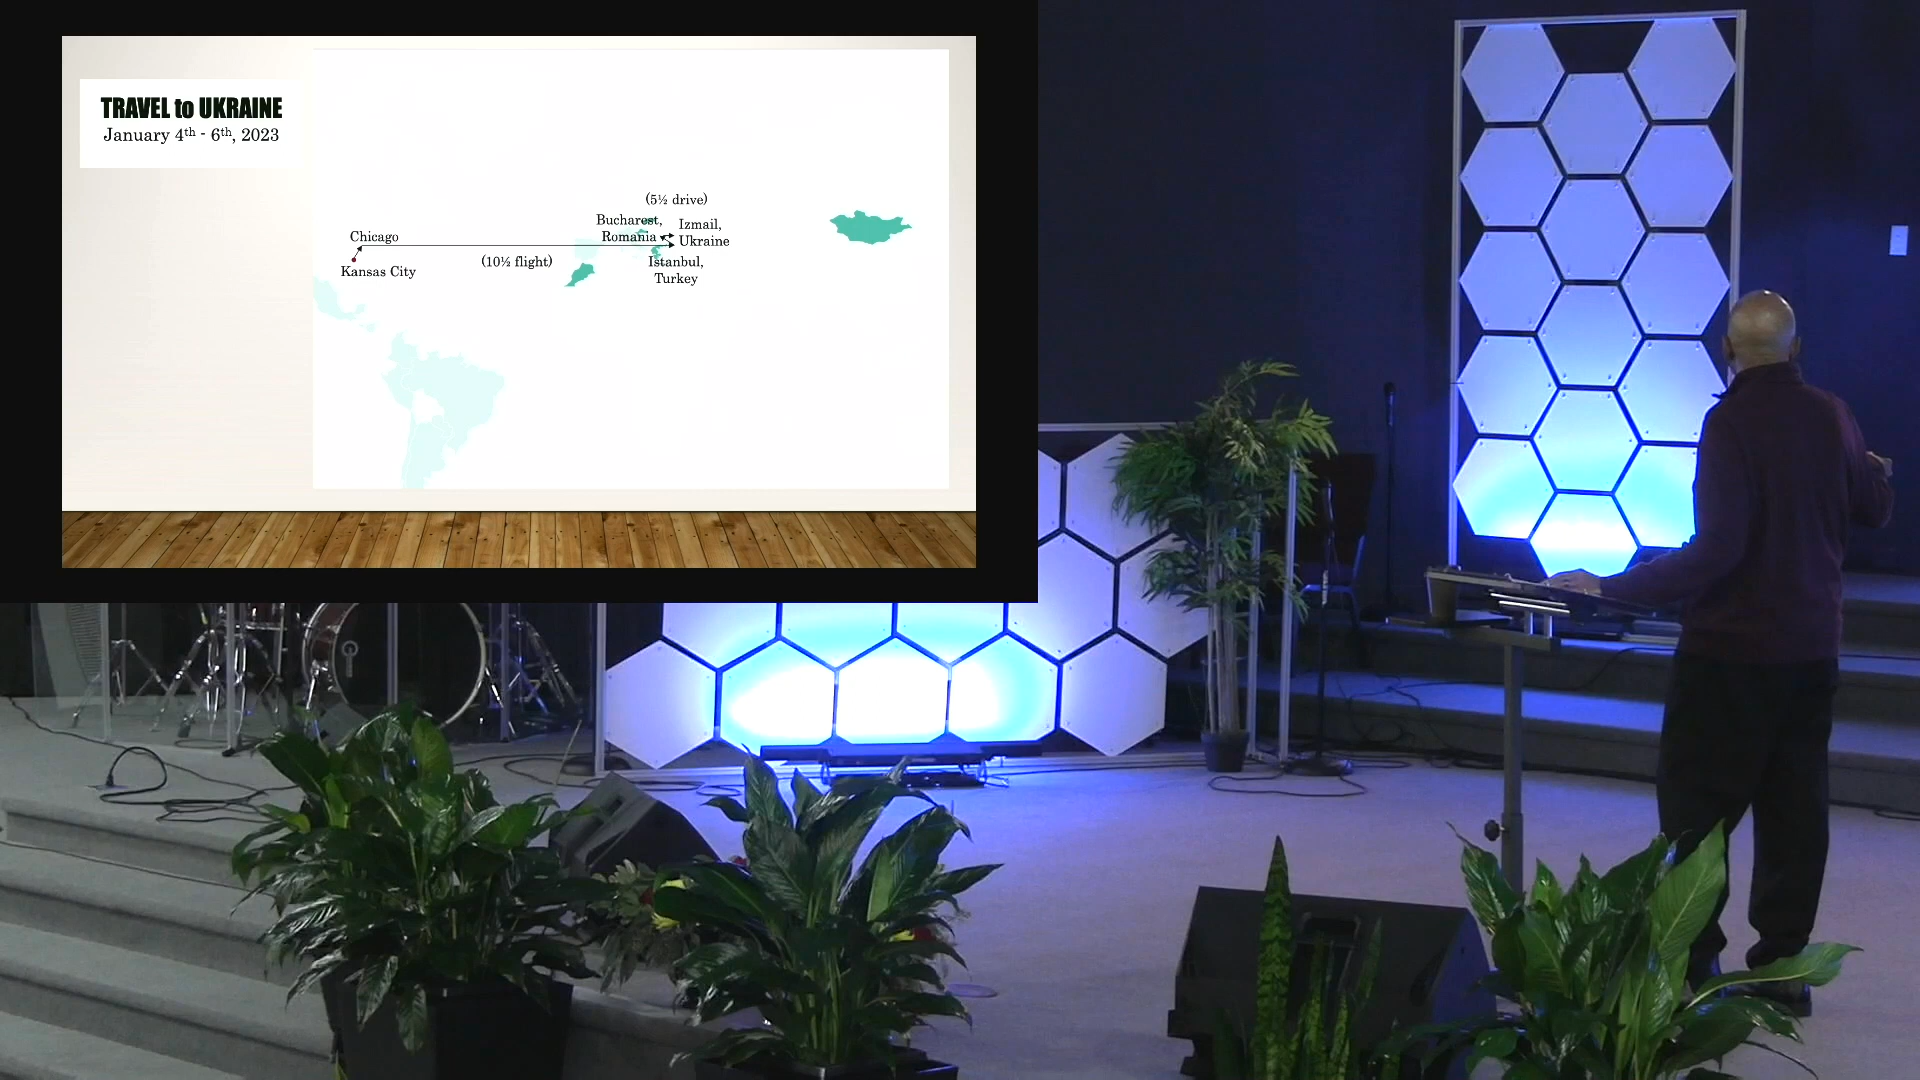 TRAVEL to UKRAINE
January 4th - 6th, 2023
(5½ drive)
Bucharest,
Romania
Izmail,
Ukraine
Chicago
Kansas City
(10½ flight)
Istanbul,
Turkey